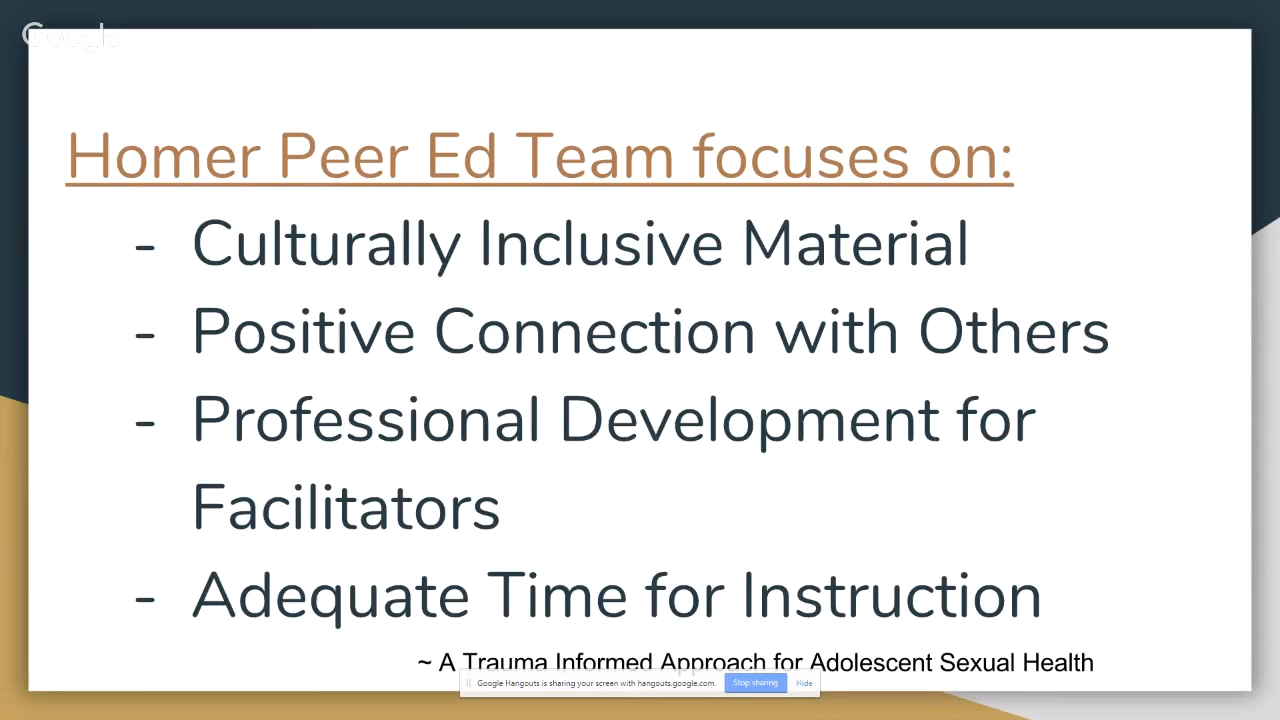 Google
Homer Peer Ed Team focuses on:
- Culturally Inclusive Material
- Positive Connection with Others
- Professional Development for
Facilitators
- Adequate Time for Instruction
~ A Trauma Informed Approach for Adolescent Sexual Health
Google Hangouts is sharing your screen with hangouts.google.com. Stop sharing Hide